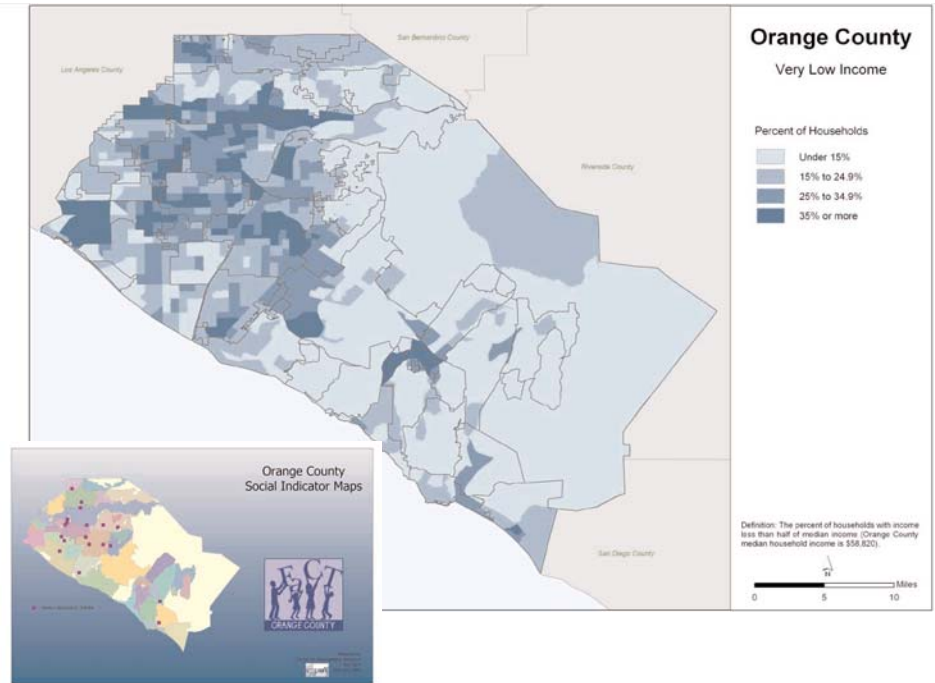 Orange County
Very Low Income
San Bernardino County
Los Angeles County
Riverside County
San Diego County
Percent of Households
Under 15%
15% to 24.9%
25% to 34.9%
35% or more
Definition: The percent of households with income
less than half of median income (Orange County
median household income is $58,820).
N
Miles
0 5 10
Orange County
Social Indicator Maps
FaCT
ORANGE COUNTY